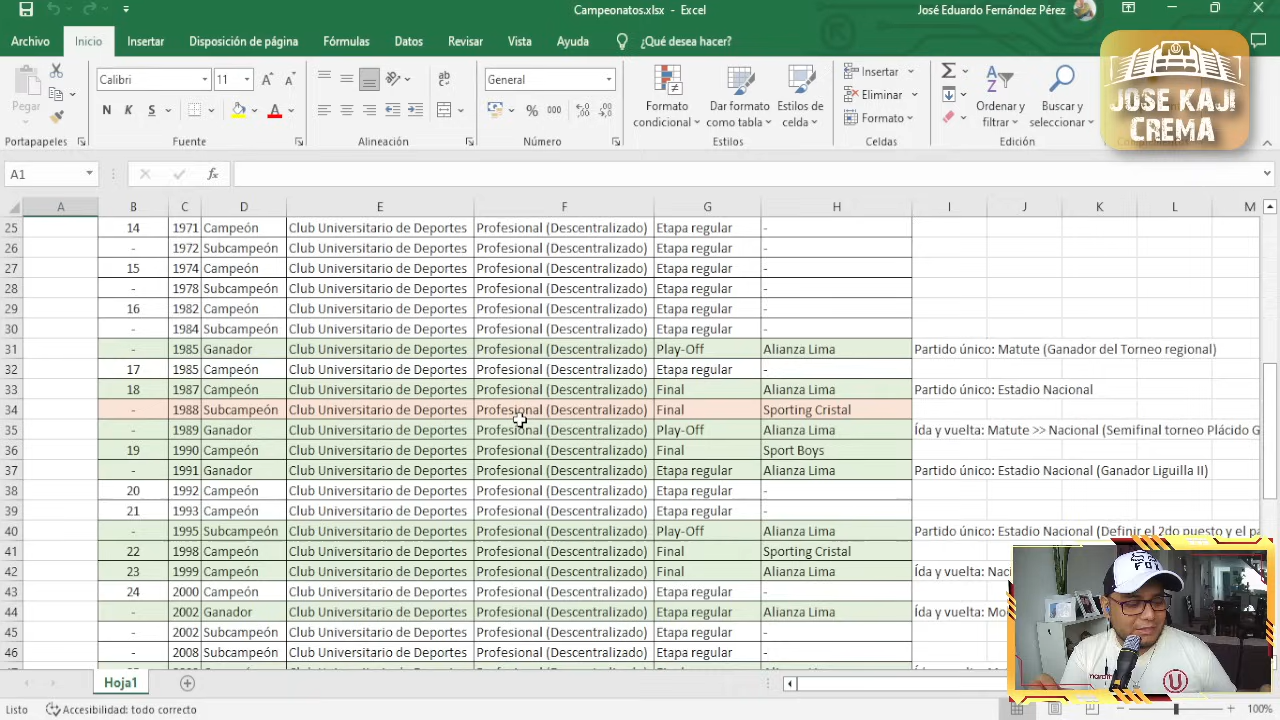 Campeonatos.xlsx - Excel
José Eduardo Fernández Pérez
Archivo Inicio Insertar Disposición de página Fórmulas Datos Revisar Vista Ayuda ¿Qué desea hacer?
Pegar
Calibri 11
N K S
General
% 000
Formato condicional
Dar formato como tabla
Estilos de celda
Insertar
Eliminar
Formato
Ordenar y filtrar
Buscar y seleccionar
Portapapeles Fuente Alineación Número Estilos Celdas Edición
JOSE KAJI
CREMA
A1 fx
A B C D E F G H I J K L M
25 14 1971 Campeón Club Universitario de Deportes Profesional (Descentralizado) Etapa regular -
26 - 1972 Subcampeón Club Universitario de Deportes Profesional (Descentralizado) Etapa regular -
27 15 1974 Campeón Club Universitario de Deportes Profesional (Descentralizado) Etapa regular -
28 - 1978 Subcampeón Club Universitario de Deportes Profesional (Descentralizado) Etapa regular -
29 16 1982 Campeón Club Universitario de Deportes Profesional (Descentralizado) Etapa regular -
30 - 1984 Subcampeón Club Universitario de Deportes Profesional (Descentralizado) Etapa regular -
31 - 1985 Ganador Club Universitario de Deportes Profesional (Descentralizado) Play-Off Alianza Lima Partido único: Matute (Ganador del Torneo regional)
32 17 1985 Campeón Club Universitario de Deportes Profesional (Descentralizado) Etapa regular -
33 18 1987 Campeón Club Universitario de Deportes Profesional (Descentralizado) Final Alianza Lima Partido único: Estadio Nacional
34 - 1988 Subcampeón Club Universitario de Deportes Profesional (Descentralizado) Final Sporting Cristal
35 - 1989 Ganador Club Universitario de Deportes Profesional (Descentralizado) Play-Off Alianza Lima Ída y vuelta: Matute >> Nacional (Semifinal torneo Plácido G
36 19 1990 Campeón Club Universitario de Deportes Profesional (Descentralizado) Final Sport Boys
37 - 1991 Ganador Club Universitario de Deportes Profesional (Descentralizado) Etapa regular Alianza Lima Partido único: Estadio Nacional (Ganador Liguilla II)
38 20 1992 Campeón Club Universitario de Deportes Profesional (Descentralizado) Etapa regular -
39 21 1993 Campeón Club Universitario de Deportes Profesional (Descentralizado) Etapa regular -
40 - 1995 Subcampeón Club Universitario de Deportes Profesional (Descentralizado) Play-Off Alianza Lima Partido único: Estadio Nacional (Definir el 2do puesto y el pa
41 22 1998 Campeón Club Universitario de Deportes Profesional (Descentralizado) Final Sporting Cristal
42 23 1999 Campeón Club Universitario de Deportes Profesional (Descentralizado) Final Alianza Lima Ída y vuelta: Nac
43 24 2000 Campeón Club Universitario de Deportes Profesional (Descentralizado) Etapa regular -
44 - 2002 Ganador Club Universitario de Deportes Profesional (Descentralizado) Etapa regular Alianza Lima Ída y vuelta: Mo
45 - 2002 Subcampeón Club Universitario de Deportes Profesional (Descentralizado) Etapa regular -
46 - 2008 Subcampeón Club Universitario de Deportes Profesional (Descentralizado) Etapa regular -
Hoja1
Listo Accesibilidad: todo correcto 100%